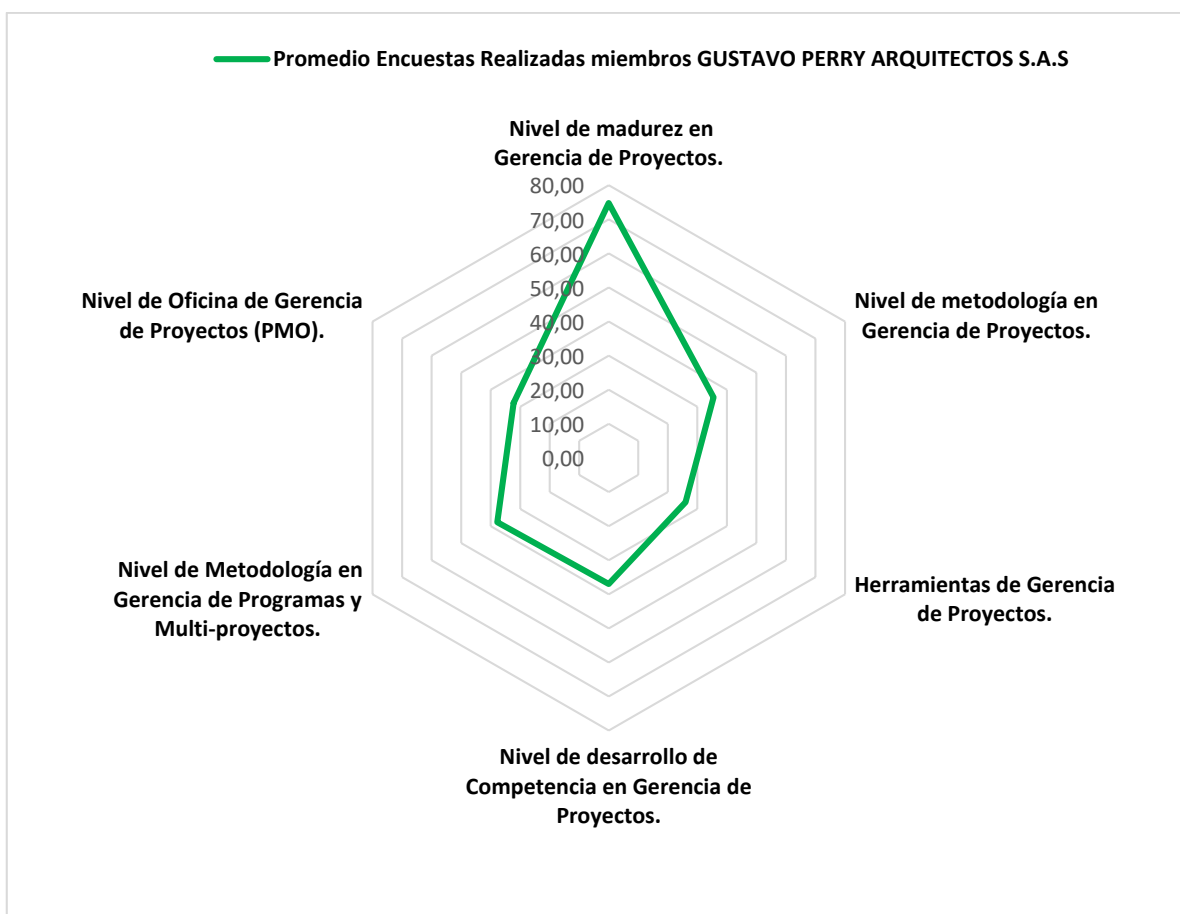 Promedio Encuestas Realizadas miembros GUSTAVO PERRY ARQUITECTOS S.A.S
Nivel de madurez en
Gerencia de Proyectos.
80,00
70,00
60,00
50,00
40,00
30,00
20,00
10,00
0,00
Nivel de metodología en
Gerencia de Proyectos.
Herramientas de Gerencia
de Proyectos.
Nivel de desarrollo de
Competencia en Gerencia de
Proyectos.
Nivel de Metodología en
Gerencia de Programas y
Multi-proyectos.
Nivel de Oficina de Gerencia
de Proyectos (PMO).